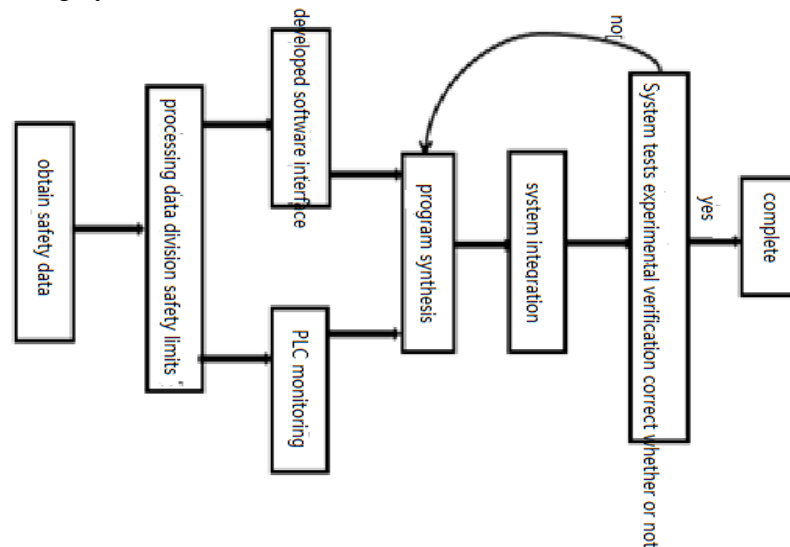 obtain safety data
processing data division safety limits
developed software interface
PLC monitoring
program synthesis
system integration
not
System tests experimental verification correct whether or not
yes
complete